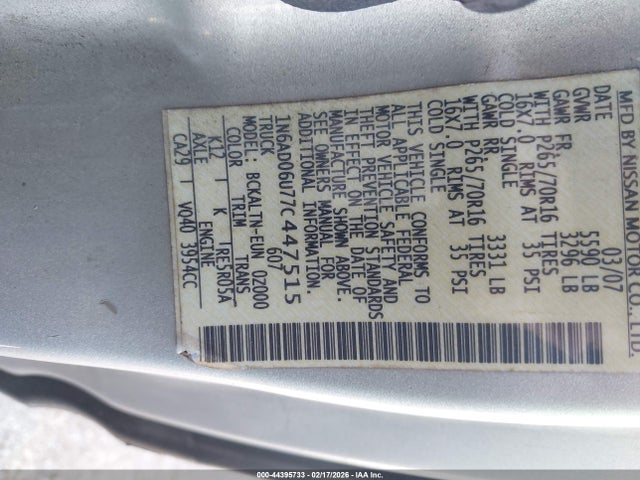 MFD BY NISSAN MOTOR CO., LTD.
DATE 03/07
GVWR 5590 LB
GAWR FR. 3296 LB
WITH P265/70R16 TIRES
16X7.0 RIMS AT 35 PSI
COLD SINGLE
GAWR RR. 3331 LB
WITH P265/70R16 TIRES
16X7.0 RIMS AT 35 PSI
COLD SINGLE
THIS VEHICLE CONFORMS TO
ALL APPLICABLE FEDERAL
MOTOR VEHICLE SAFETY AND
THEFT PREVENTION STANDARDS
IN EFFECT ON THE DATE OF
MANUFACTURE SHOWN ABOVE.
SEE OWNERS MANUAL FOR
ADDITIONAL INFORMATION.
1N6AD06U77C447515
TRUCK 607
MODEL BCKALTN-EUN 0Z000
COLOR TRIM TRANS
K12 K RE5R05A
AXLE ENGINE
CA29 VQ40 3954CC
000-44395733 - 02/17/2026 - IAA Inc.